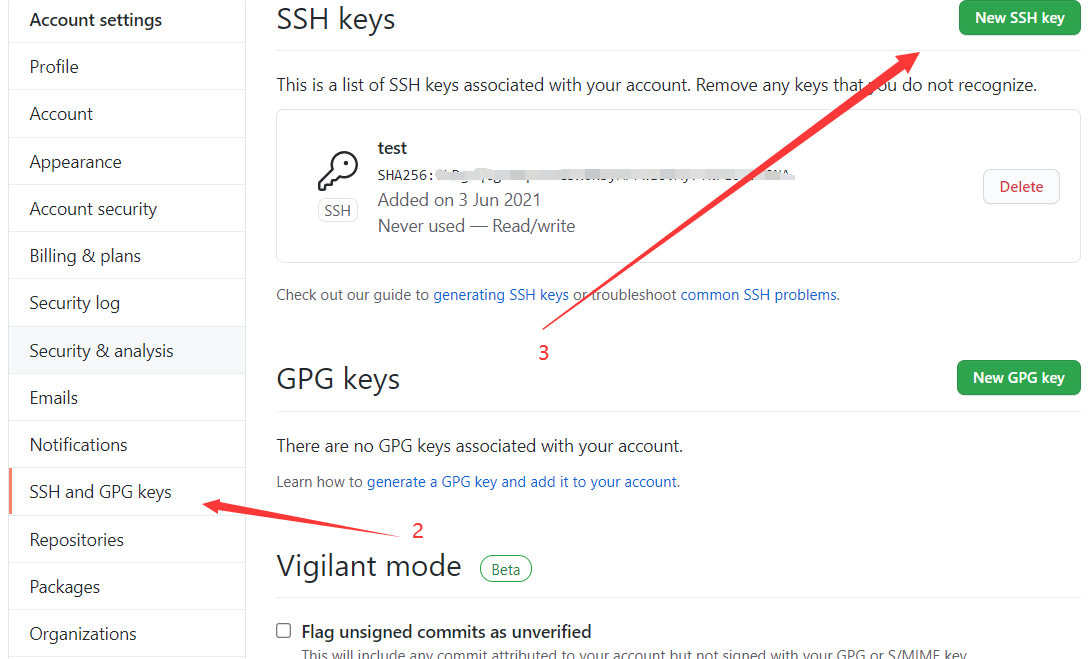 Account settings
Profile
Account
Appearance
Account security
Billing & plans
Security log
Security & analysis
Emails
Notifications
SSH and GPG keys
Repositories
Packages
Organizations
SSH keys
New SSH key
This is a list of SSH keys associated with your account. Remove any keys that you do not recognize.
test
SHA256:
SSH
Added on 3 Jun 2021
Never used — Read/write
Delete
Check out our guide to generating SSH keys or troubleshoot common SSH problems.
3
GPG keys
New GPG key
There are no GPG keys associated with your account.
Learn how to generate a GPG key and add it to your account.
2
Vigilant mode
Beta
Flag unsigned commits as unverified
This will include any commit attributed to your account but not signed with your GPG or S/MIME key.